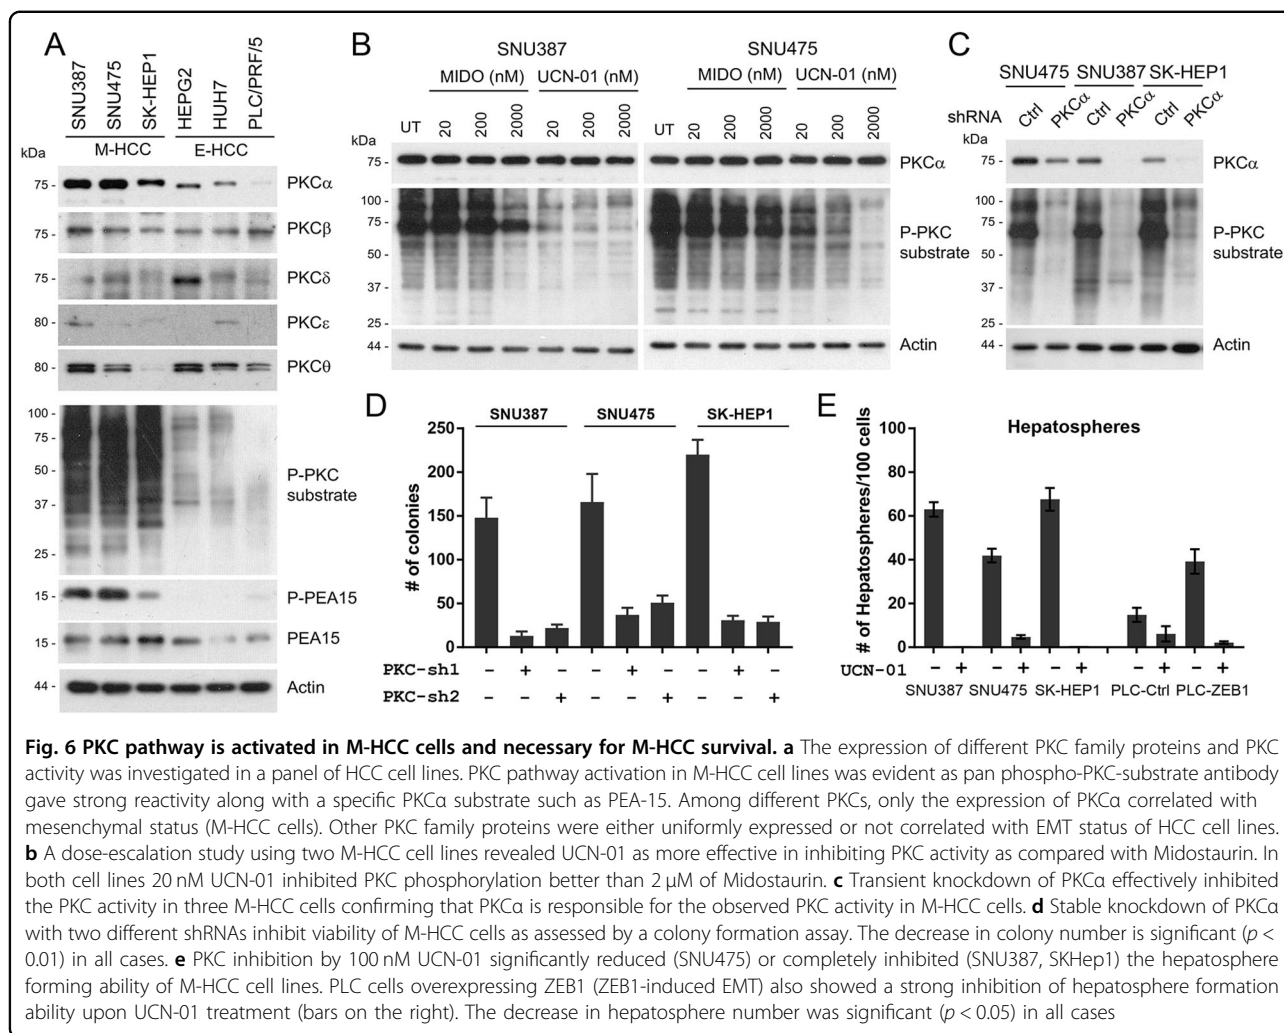 A
SNU387
SNU475
SK-HEP1
HEPG2
HUH7
PLC/PRF/5
kDa
M-HCC
E-HCC
75 -
PKCα
75 -
PKCβ
75 -
PKCδ
80 -
PKCε
80 -
PKCθ
100 -
75 -
50 -
37 -
25 -
P-PKC
substrate
15 -
P-PEA15
15 -
PEA15
44 -
Actin
B
SNU387
SNU475
MIDO (nM)
UCN-01 (nM)
MIDO (nM)
UCN-01 (nM)
UT
20
200
2000
20
200
2000
UT
20
200
2000
20
200
2000
kDa
75 -
PKCα
100 -
75 -
50 -
37 -
25 -
P-PKC
substrate
44 -
Actin
C
SNU475 SNU387 SK-HEP1
shRNA
Ctrl
PKCα
Ctrl
PKCα
Ctrl
PKCα
kDa
75 -
PKCα
100 -
75 -
50 -
37 -
25 -
P-PKC
substrate
44 -
Actin
D
SNU387
SNU475
SK-HEP1
# of colonies
250
200
150
100
50
0
PKC-sh1 – + – – + – – + –
PKC-sh2 – – + – – + – – +
E
Hepatospheres
# of Hepatospheres/100 cells
100
80
60
40
20
0
UCN-01 – + – + – + – + – +
SNU387 SNU475 SK-HEP1 PLC-Ctrl PLC-ZEB1
Fig. 6 PKC pathway is activated in M-HCC cells and necessary for M-HCC survival. a The expression of different PKC family proteins and PKC
activity was investigated in a panel of HCC cell lines. PKC pathway activation in M-HCC cell lines was evident as pan phospho-PKC-substrate antibody
gave strong reactivity along with a specific PKCα substrate such as PEA-15. Among different PKCs, only the expression of PKCα correlated with
mesenchymal status (M-HCC cells). Other PKC family proteins were either uniformly expressed or not correlated with EMT status of HCC cell lines.
b A dose-escalation study using two M-HCC cell lines revealed UCN-01 as more effective in inhibiting PKC activity as compared with Midostaurin. In
both cell lines 20 nM UCN-01 inhibited PKC phosphorylation better than 2 μM of Midostaurin. c Transient knockdown of PKCα effectively inhibited
the PKC activity in three M-HCC cells confirming that PKCα is responsible for the observed PKC activity in M-HCC cells. d Stable knockdown of PKCα
with two different shRNAs inhibit viability of M-HCC cells as assessed by a colony formation assay. The decrease in colony number is significant (p <
0.01) in all cases. e PKC inhibition by 100 nM UCN-01 significantly reduced (SNU475) or completely inhibited (SNU387, SKHep1) the hepatosphere
forming ability of M-HCC cell lines. PLC cells overexpressing ZEB1 (ZEB1-induced EMT) also showed a strong inhibition of hepatosphere formation
ability upon UCN-01 treatment (bars on the right). The decrease in hepatosphere number was significant (p < 0.05) in all cases